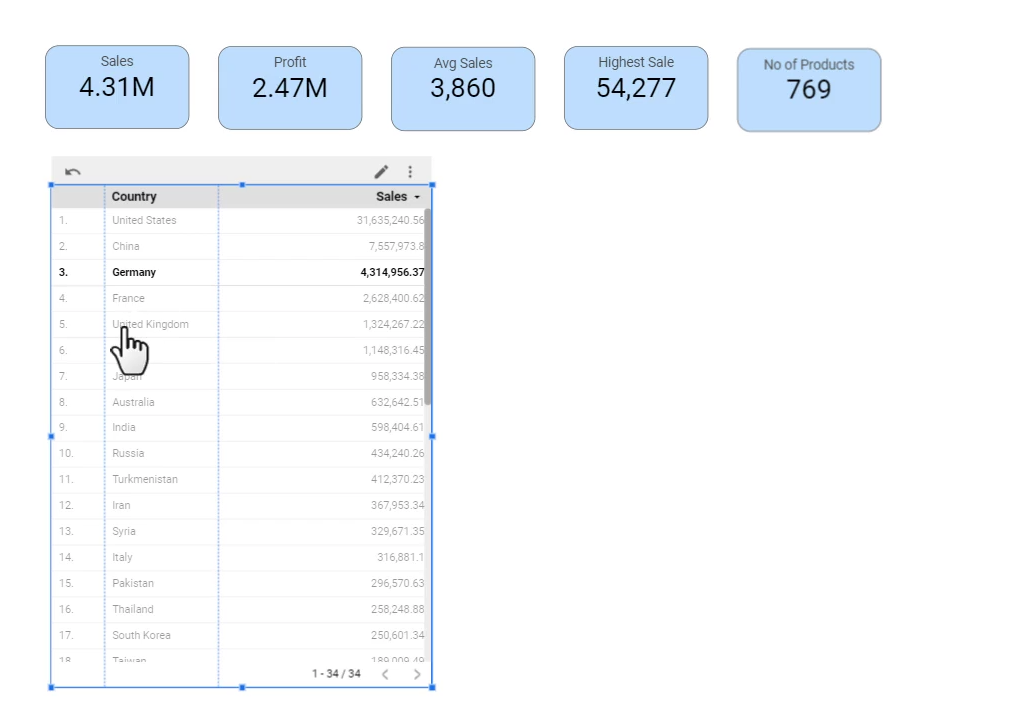 Sales
4.31M
Profit
2.47M
Avg Sales
3,860
Highest Sale
54,277
No of Products
769
Country Sales
1. United States 31,635,240.56
2. China 7,557,973.8
3. Germany 4,314,956.37
4. France 2,628,400.62
5. United Kingdom 1,324,267.22
6. 1,148,316.45
7. Japan 958,334.38
8. Australia 632,642.51
9. India 598,404.61
10. Russia 434,240.26
11. Turkmenistan 412,370.23
12. Iran 367,953.34
13. Syria 329,671.35
14. Italy 316,881.1
15. Pakistan 296,570.63
16. Thailand 258,248.88
17. South Korea 250,601.34
18. Taiwan 189,009.49
1 - 34 / 34